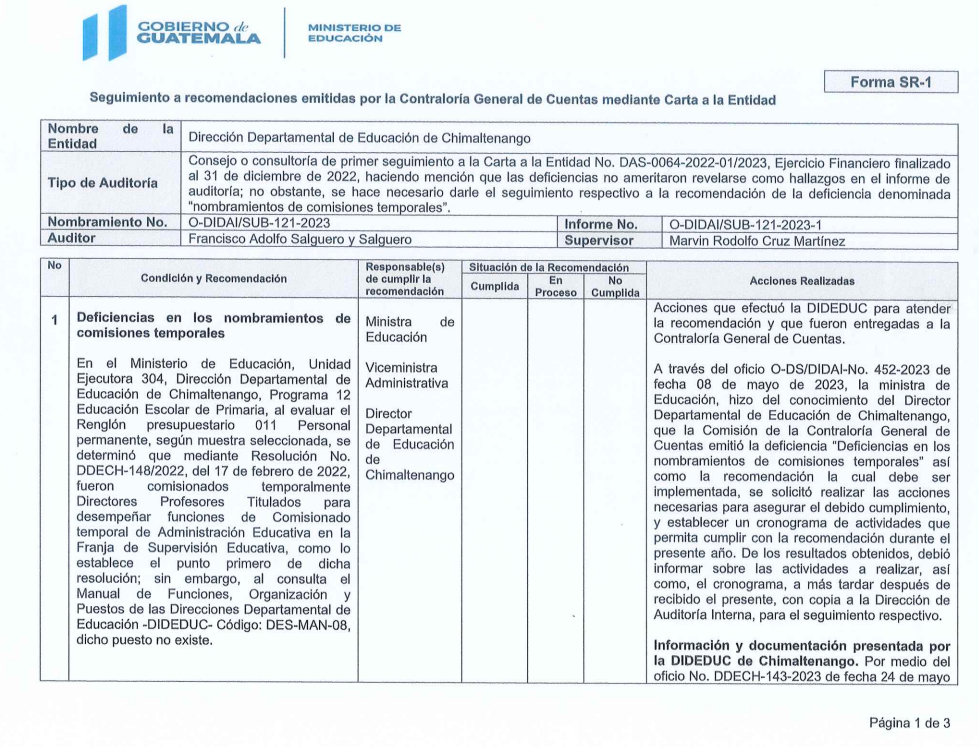 GOBIERNO de
GUATEMALA
MINISTERIO DE
EDUCACIÓN
Forma SR-1
Seguimiento a recomendaciones emitidas por la Contraloría General de Cuentas mediante Carta a la Entidad
Nombre de la
Entidad
Dirección Departamental de Educación de Chimaltenango
Tipo de Auditoría
Consejo o consultoría de primer seguimiento a la Carta a la Entidad No. DAS-0064-2022-01/2023, Ejercicio Financiero finalizado
al 31 de diciembre de 2022, haciendo mención que las deficiencias no ameritaron revelarse como hallazgos en el informe de
auditoría; no obstante, se hace necesario darle el seguimiento respectivo a la recomendación de la deficiencia denominada
"nombramientos de comisiones temporales".
Nombramiento No. O-DIDAI/SUB-121-2023 Informe No. O-DIDAI/SUB-121-2023-1
Auditor Francisco Adolfo Salguero y Salguero Supervisor Marvin Rodolfo Cruz Martínez
No
Condición y Recomendación
Responsable(s)
de cumplir la
recomendación
Situación de la Recomendación
Cumplida
En
Proceso
No
Cumplida
Acciones Realizadas
1
Deficiencias en los nombramientos de
comisiones temporales
En el Ministerio de Educación, Unidad
Ejecutora 304, Dirección Departamental de
Educación de Chimaltenango, Programa 12
Educación Escolar de Primaria, al evaluar el
Renglón presupuestario 011 Personal
permanente, según muestra seleccionada, se
determinó que mediante Resolución No.
DDECH-148/2022, del 17 de febrero de 2022,
fueron comisionados temporalmente
Directores Profesores Titulados para
desempeñar funciones de Comisionado
temporal de Administración Educativa en la
Franja de Supervisión Educativa, como lo
establece el punto primero de dicha
resolución; sin embargo, al consulta el
Manual de Funciones, Organización y
Puestos de las Direcciones Departamental de
Educación -DIDEDUC- Código: DES-MAN-08,
dicho puesto no existe.
Ministra de
Educación
Viceministra
Administrativa
Director
Departamental
de Educación
de
Chimaltenango
Acciones que efectuó la DIDEDUC para atender
la recomendación y que fueron entregadas a la
Contraloría General de Cuentas.
A través del oficio O-DS/DIDAI-No. 452-2023 de
fecha 08 de mayo de 2023, la ministra de
Educación, hizo del conocimiento del Director
Departamental de Educación de Chimaltenango,
que la Comisión de la Contraloría General de
Cuentas emitió la deficiencia "Deficiencias en los
nombramientos de comisiones temporales" así
como la recomendación la cual debe ser
implementada, se solicitó realizar las acciones
necesarias para asegurar el debido cumplimiento,
y establecer un cronograma de actividades que
permita cumplir con la recomendación durante el
presente año. De los resultados obtenidos, debió
informar sobre las actividades a realizar, así
como, el cronograma, a más tardar después de
recibido el presente, con copia a la Dirección de
Auditoría Interna, para el seguimiento respectivo.
Información y documentación presentada por
la DIDEDUC de Chimaltenango. Por medio del
oficio No. DDECH-143-2023 de fecha 24 de mayo
Página 1 de 3